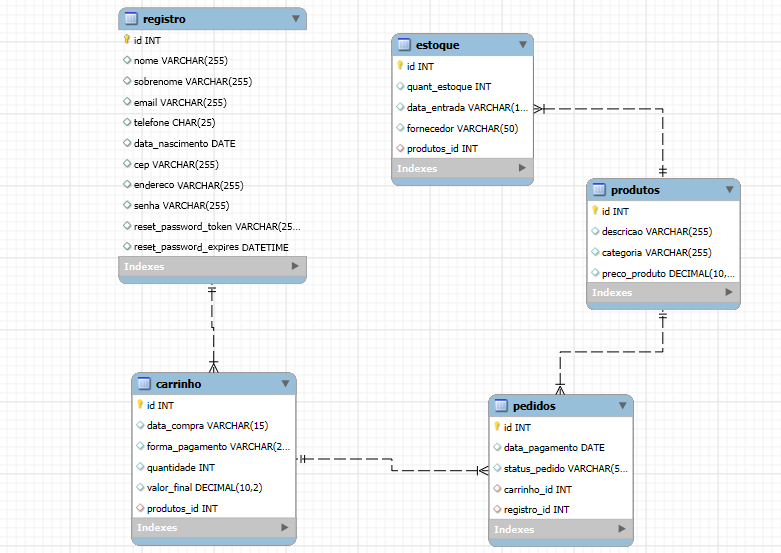 registro
id INT
nome VARCHAR(255)
sobrenome VARCHAR(255)
email VARCHAR(255)
telefone CHAR(25)
data_nascimento DATE
cep VARCHAR(255)
endereco VARCHAR(255)
senha VARCHAR(255)
reset_password_token VARCHAR(25...
reset_password_expires DATETIME
Indexes
estoque
id INT
quant_estoque INT
data_entrada VARCHAR(1...
fornecedor VARCHAR(50)
produtos_id INT
Indexes
produtos
id INT
descricao VARCHAR(255)
categoria VARCHAR(255)
preco_produto DECIMAL(10,...
Indexes
carrinho
id INT
data_compra VARCHAR(15)
forma_pagamento VARCHAR(2...
quantidade INT
valor_final DECIMAL(10,2)
produtos_id INT
Indexes
pedidos
id INT
data_pagamento DATE
status_pedido VARCHAR(5...
carrinho_id INT
registro_id INT
Indexes